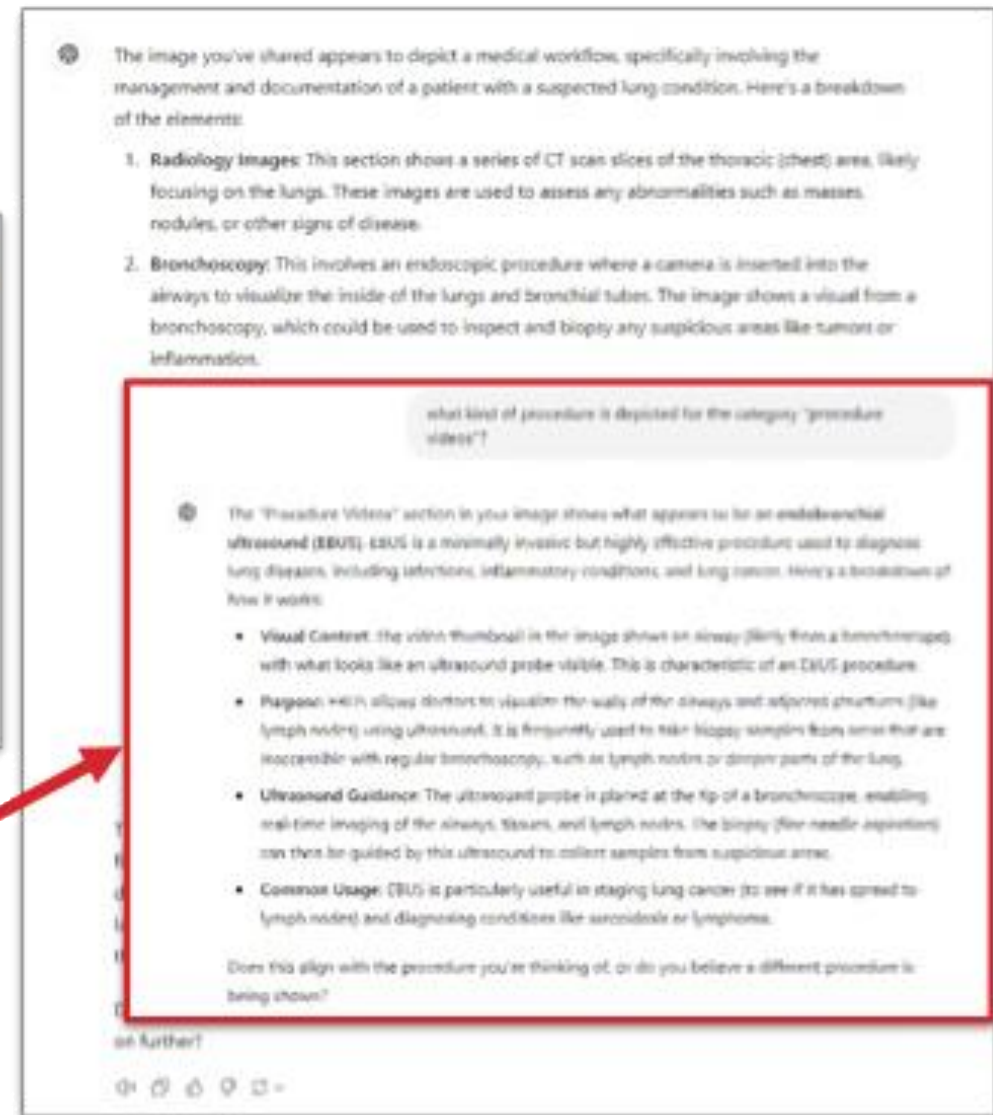 The image you've shared appears to depict a medical workflow, specifically involving the
management and documentation of a patient with a suspected lung condition. Here's a breakdown
of the elements:
1. Radiology Images: This section shows a series of CT scan slices of the thoracic (chest) area, likely
focusing on the lungs. These images are used to assess any abnormalities such as masses,
nodules, or other signs of disease.
2. Bronchoscopy: This involves an endoscopic procedure where a camera is inserted into the
airways to visualize the inside of the lungs and bronchial tubes. The image shows a visual from a
bronchoscopy, which could be used to inspect and biopsy any suspicious areas like tumors or
inflammation.
what kind of procedure is depicted for the category "procedure
videos"?
The "Procedure Videos" section in your image shows what appears to be an endobronchial
ultrasound (EBUS). EBUS is a minimally invasive but highly effective procedure used to diagnose
lung diseases, including infections, inflammatory conditions, and lung cancer. Here's a breakdown of
how it works:
• Visual Context: The video thumbnail in the image shows an airway (likely from a bronchoscope),
with what looks like an ultrasound probe visible. This is characteristic of an EBUS procedure.
• Purpose: EBUS allows doctors to visualize the walls of the airways and adjacent structures (like
lymph nodes) using ultrasound. It is frequently used to take biopsy samples from areas that are
inaccessible with regular bronchoscopy, such as lymph nodes or deeper parts of the lung.
• Ultrasound Guidance: The ultrasound probe is placed at the tip of a bronchoscope, enabling
real-time imaging of the airways, tissues, and lymph nodes. The biopsy (fine needle aspiration)
can then be guided by this ultrasound to collect samples from suspicious areas.
• Common Usage: EBUS is particularly useful in staging lung cancer (to see if it has spread to
lymph nodes) and diagnosing conditions like sarcoidosis or lymphoma.
Does this align with the procedure you're thinking of, or do you believe a different procedure is
being shown?
on further?